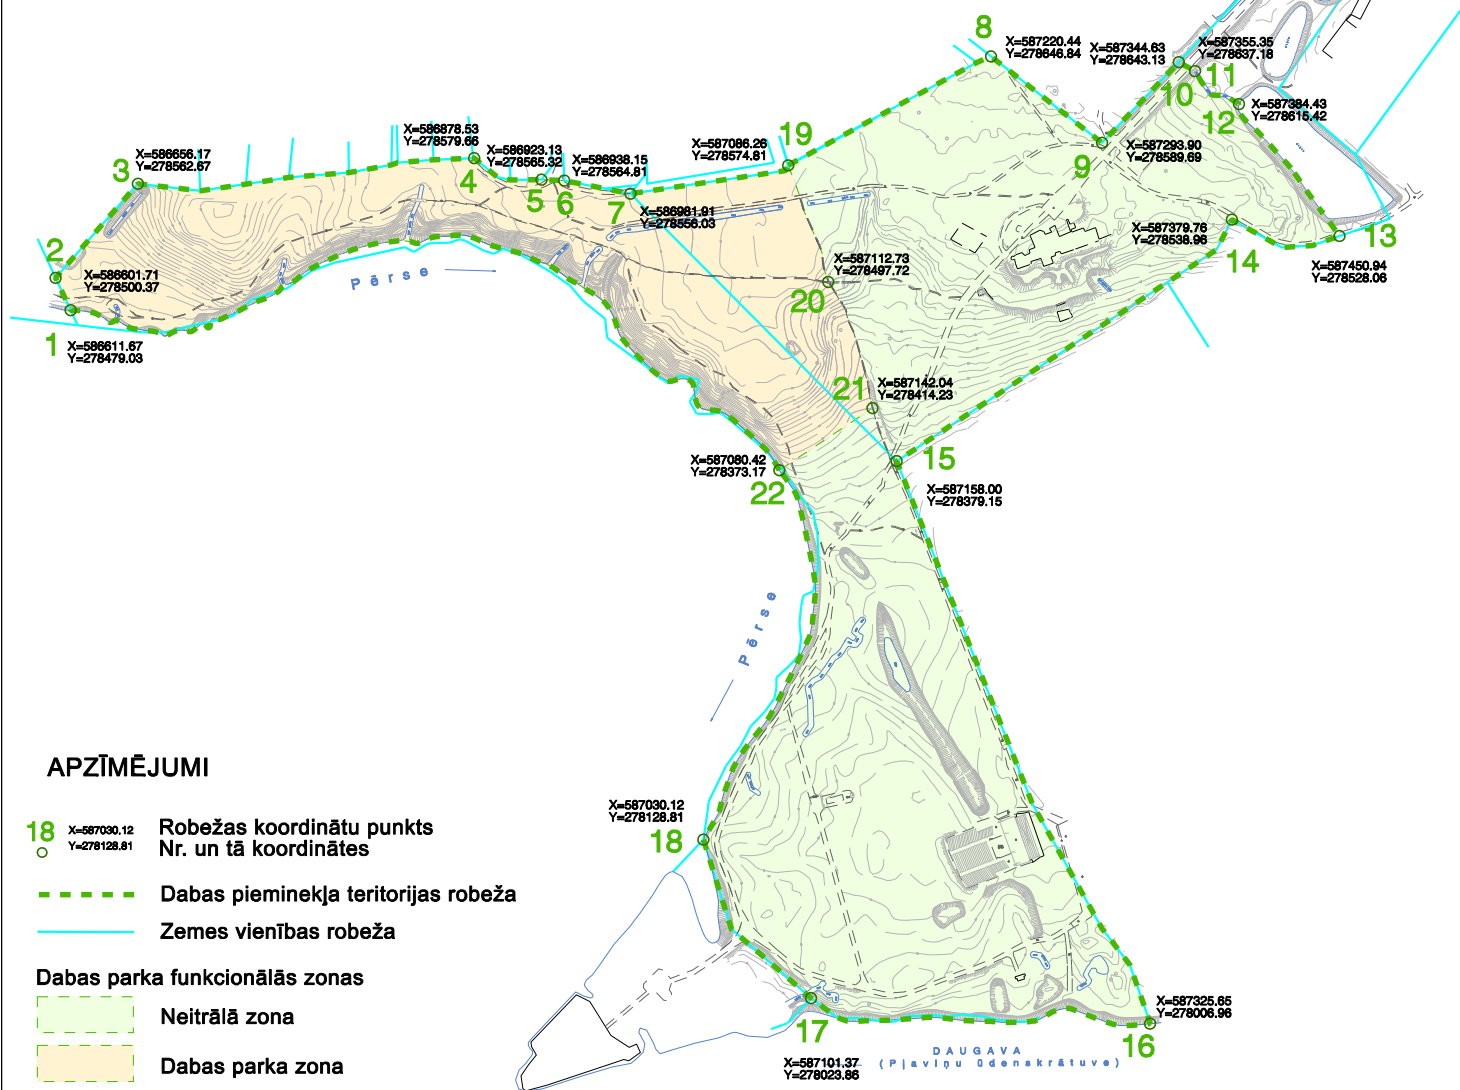 8
X=587220.44
Y=278646.84
X=587344.63
Y=278643.13
X=587355.35
Y=278637.18
10
11
12
X=587384.43
Y=278615.42
9
X=587293.90
Y=278589.69
X=586878.53
Y=278579.66
4
X=586923.13
Y=278565.32
5
X=586938.15
Y=278564.81
6
X=587086.26
Y=278574.81
19
X=586656.17
Y=278562.67
3
7
X=586981.91
Y=278556.03
X=587379.76
Y=278538.96
14
13
X=587450.94
Y=278528.06
2
X=586601.71
Y=278500.37
Pērse
X=587112.73
Y=278497.72
20
1
X=586611.67
Y=278479.03
21
X=587142.04
Y=278414.23
X=587080.42
Y=278373.17
22
15
X=587158.00
Y=278379.15
Pērse
X=587030.12
Y=278128.81
18
APZĪMĒJUMI
18
X=587030.12
Y=278128.81
Robežas koordinātu punkts
Nr. un tā koordinātes
Dabas pieminekļa teritorijas robeža
Zemes vienības robeža
Dabas parka funkcionālās zonas
Neitrālā zona
Dabas parka zona
17
X=587101.37
Y=278023.86
DAUGAVA
(Pļaviņu ūdenskrātuve)
16
X=587325.65
Y=278006.96